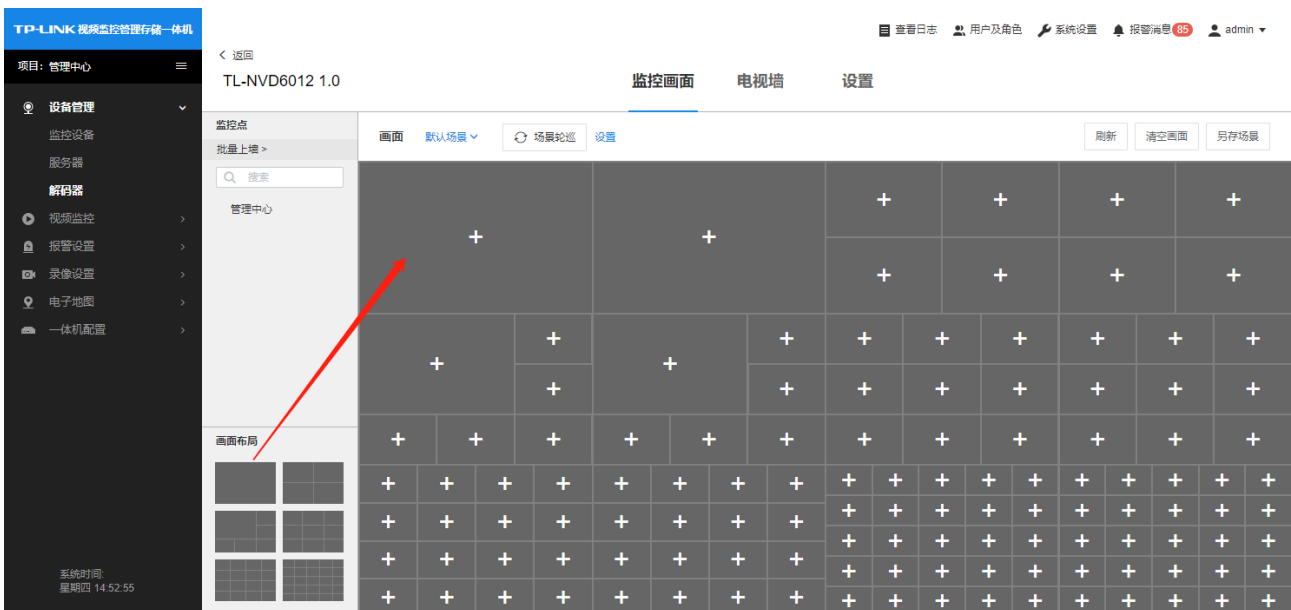 TP-LINK 视频监控管理存储一体机
查看日志 用户及角色 系统设置 报警消息 85 admin
项目: 管理中心
返回
TL-NVD6012 1.0
监控画面 电视墙 设置
设备管理
监控设备
服务器
解码器
视频监控
报警设置
录像设置
电子地图
一体机配置
系统时间:
星期四 14:52:55
监控点
批量上墙 >
搜索
管理中心
画面布局
画面 默认场景 场景轮巡 设置
刷新 清空画面 另存场景